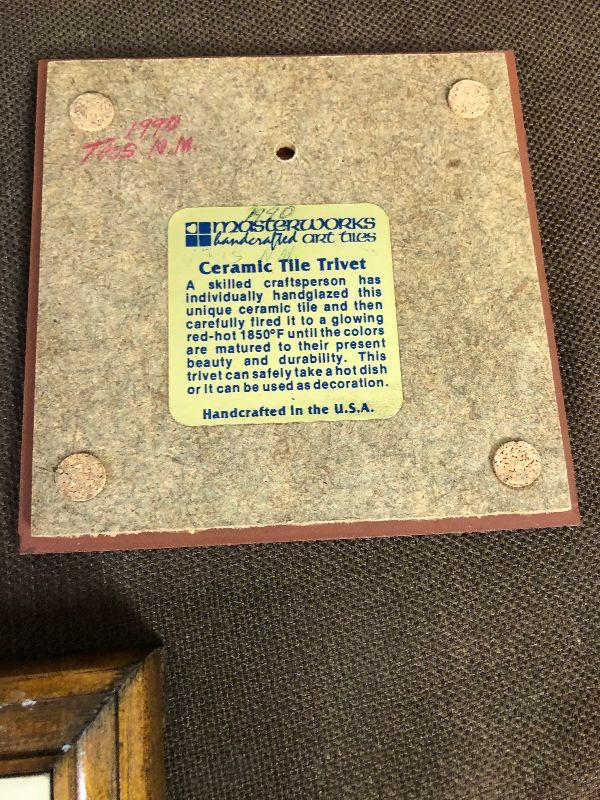 1990
Taos N.M.
1990
masterworks
handcrafted art tiles
Ceramic Tile Trivet
A skilled craftsperson has
individually handglazed this
unique ceramic tile and then
carefully fired it to a glowing
red-hot 1850°F until the colors
are matured to their present
beauty and durability. This
trivet can safely take a hot dish
or it can be used as decoration.
Handcrafted in the U.S.A.